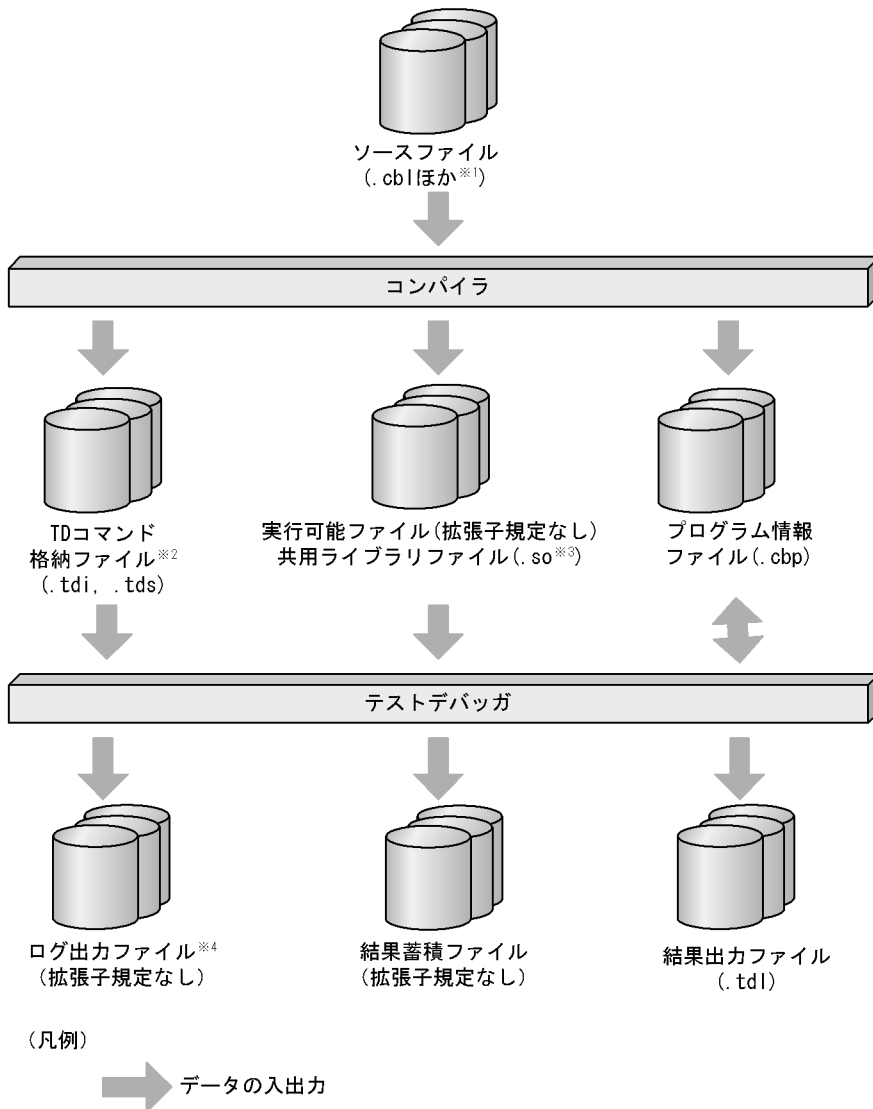 ソースファイル
(.cblほか※1)
コンパイラ
TDコマンド
格納ファイル※2
(.tdi, .tds)
実行可能ファイル(拡張子規定なし)
共用ライブラリファイル(.so※3)
プログラム情報
ファイル(.cbp)
テストデバッガ
ログ出力ファイル※4
(拡張子規定なし)
結果蓄積ファイル
(拡張子規定なし)
結果出力ファイル
(.tdl)
(凡例)
データの入出力